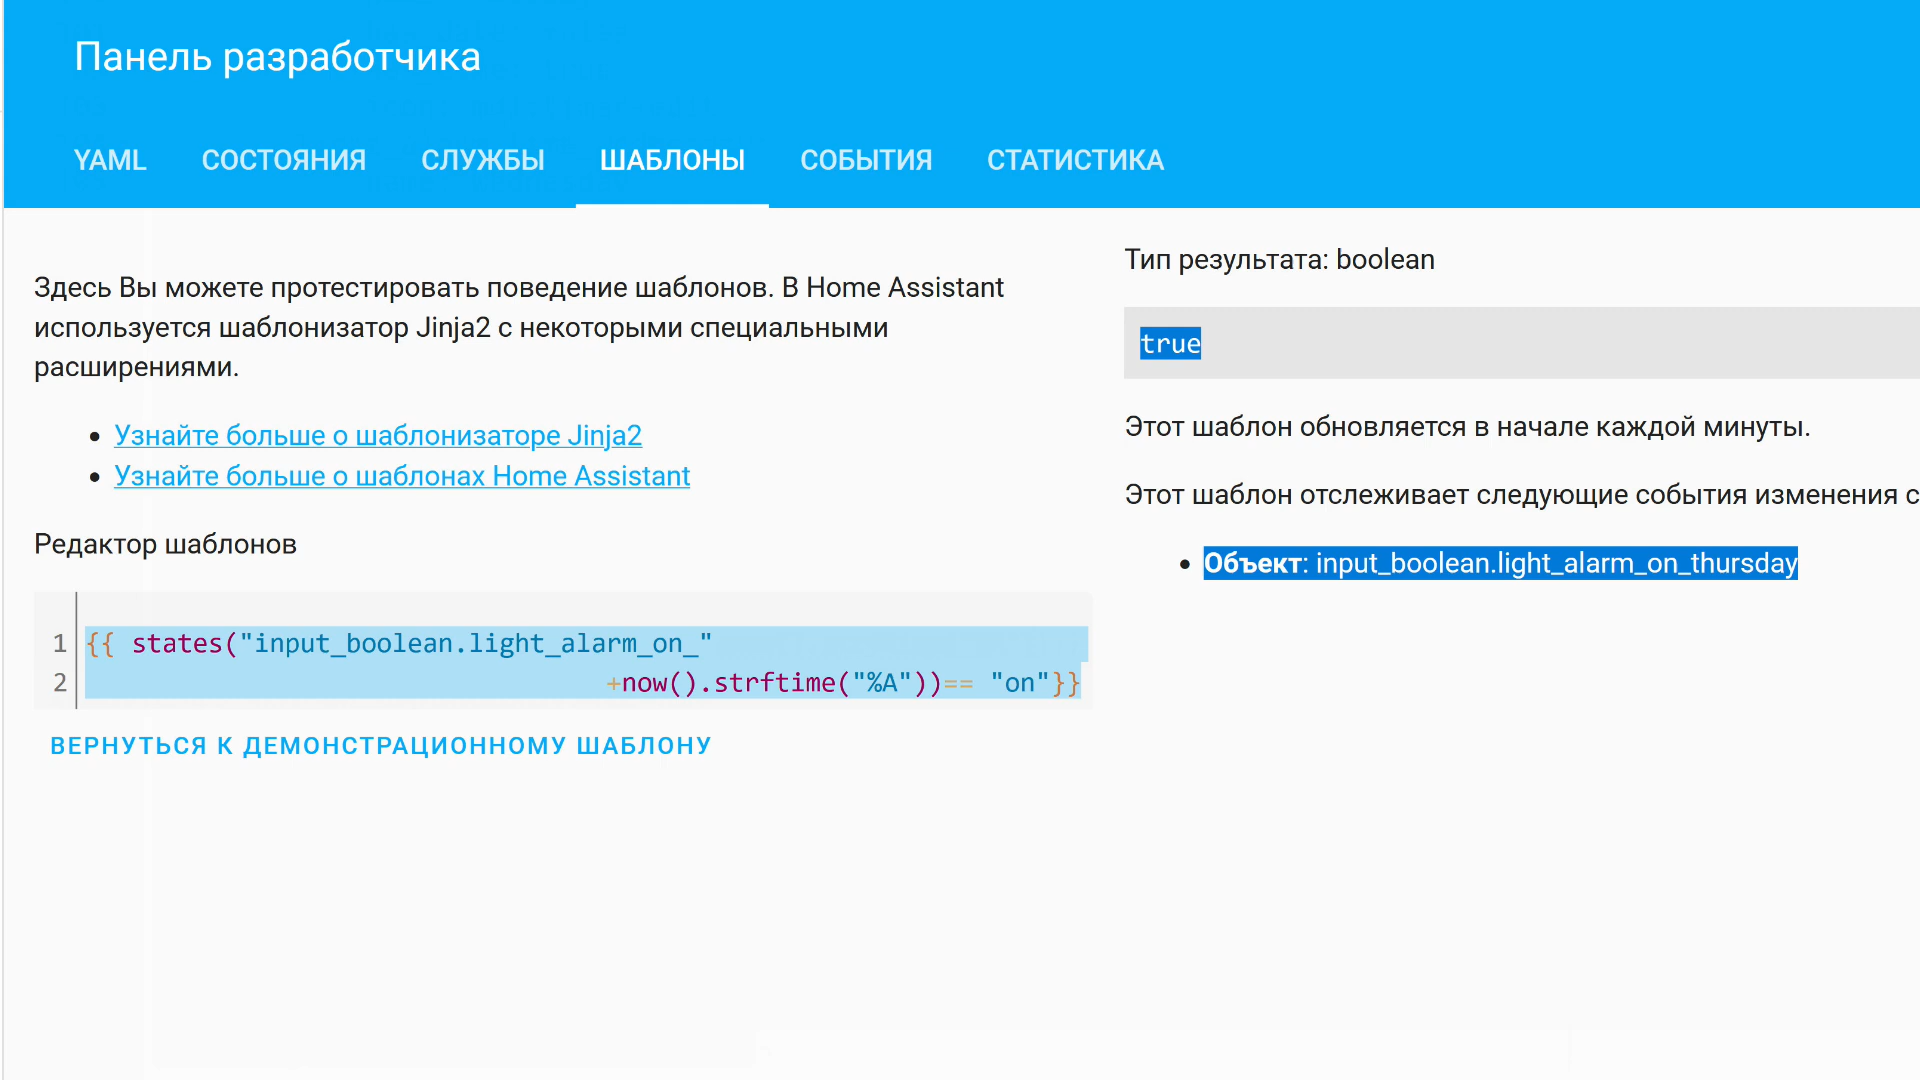 Панель разработчика
YAML СОСТОЯНИЯ СЛУЖБЫ ШАБЛОНЫ СОБЫТИЯ СТАТИСТИКА
Здесь Вы можете протестировать поведение шаблонов. В Home Assistant
используется шаблонизатор Jinja2 с некоторыми специальными
расширениями.
Узнайте больше о шаблонизаторе Jinja2
Узнайте больше о шаблонах Home Assistant
Редактор шаблонов
1 {{ states("input_boolean.light_alarm_on_"
2 +now().strftime("%A"))== "on"}}
ВЕРНУТЬСЯ К ДЕМОНСТРАЦИОННОМУ ШАБЛОНУ
Тип результата: boolean
true
Этот шаблон обновляется в начале каждой минуты.
Этот шаблон отслеживает следующие события изменения с
Объект: input_boolean.light_alarm_on_thursday